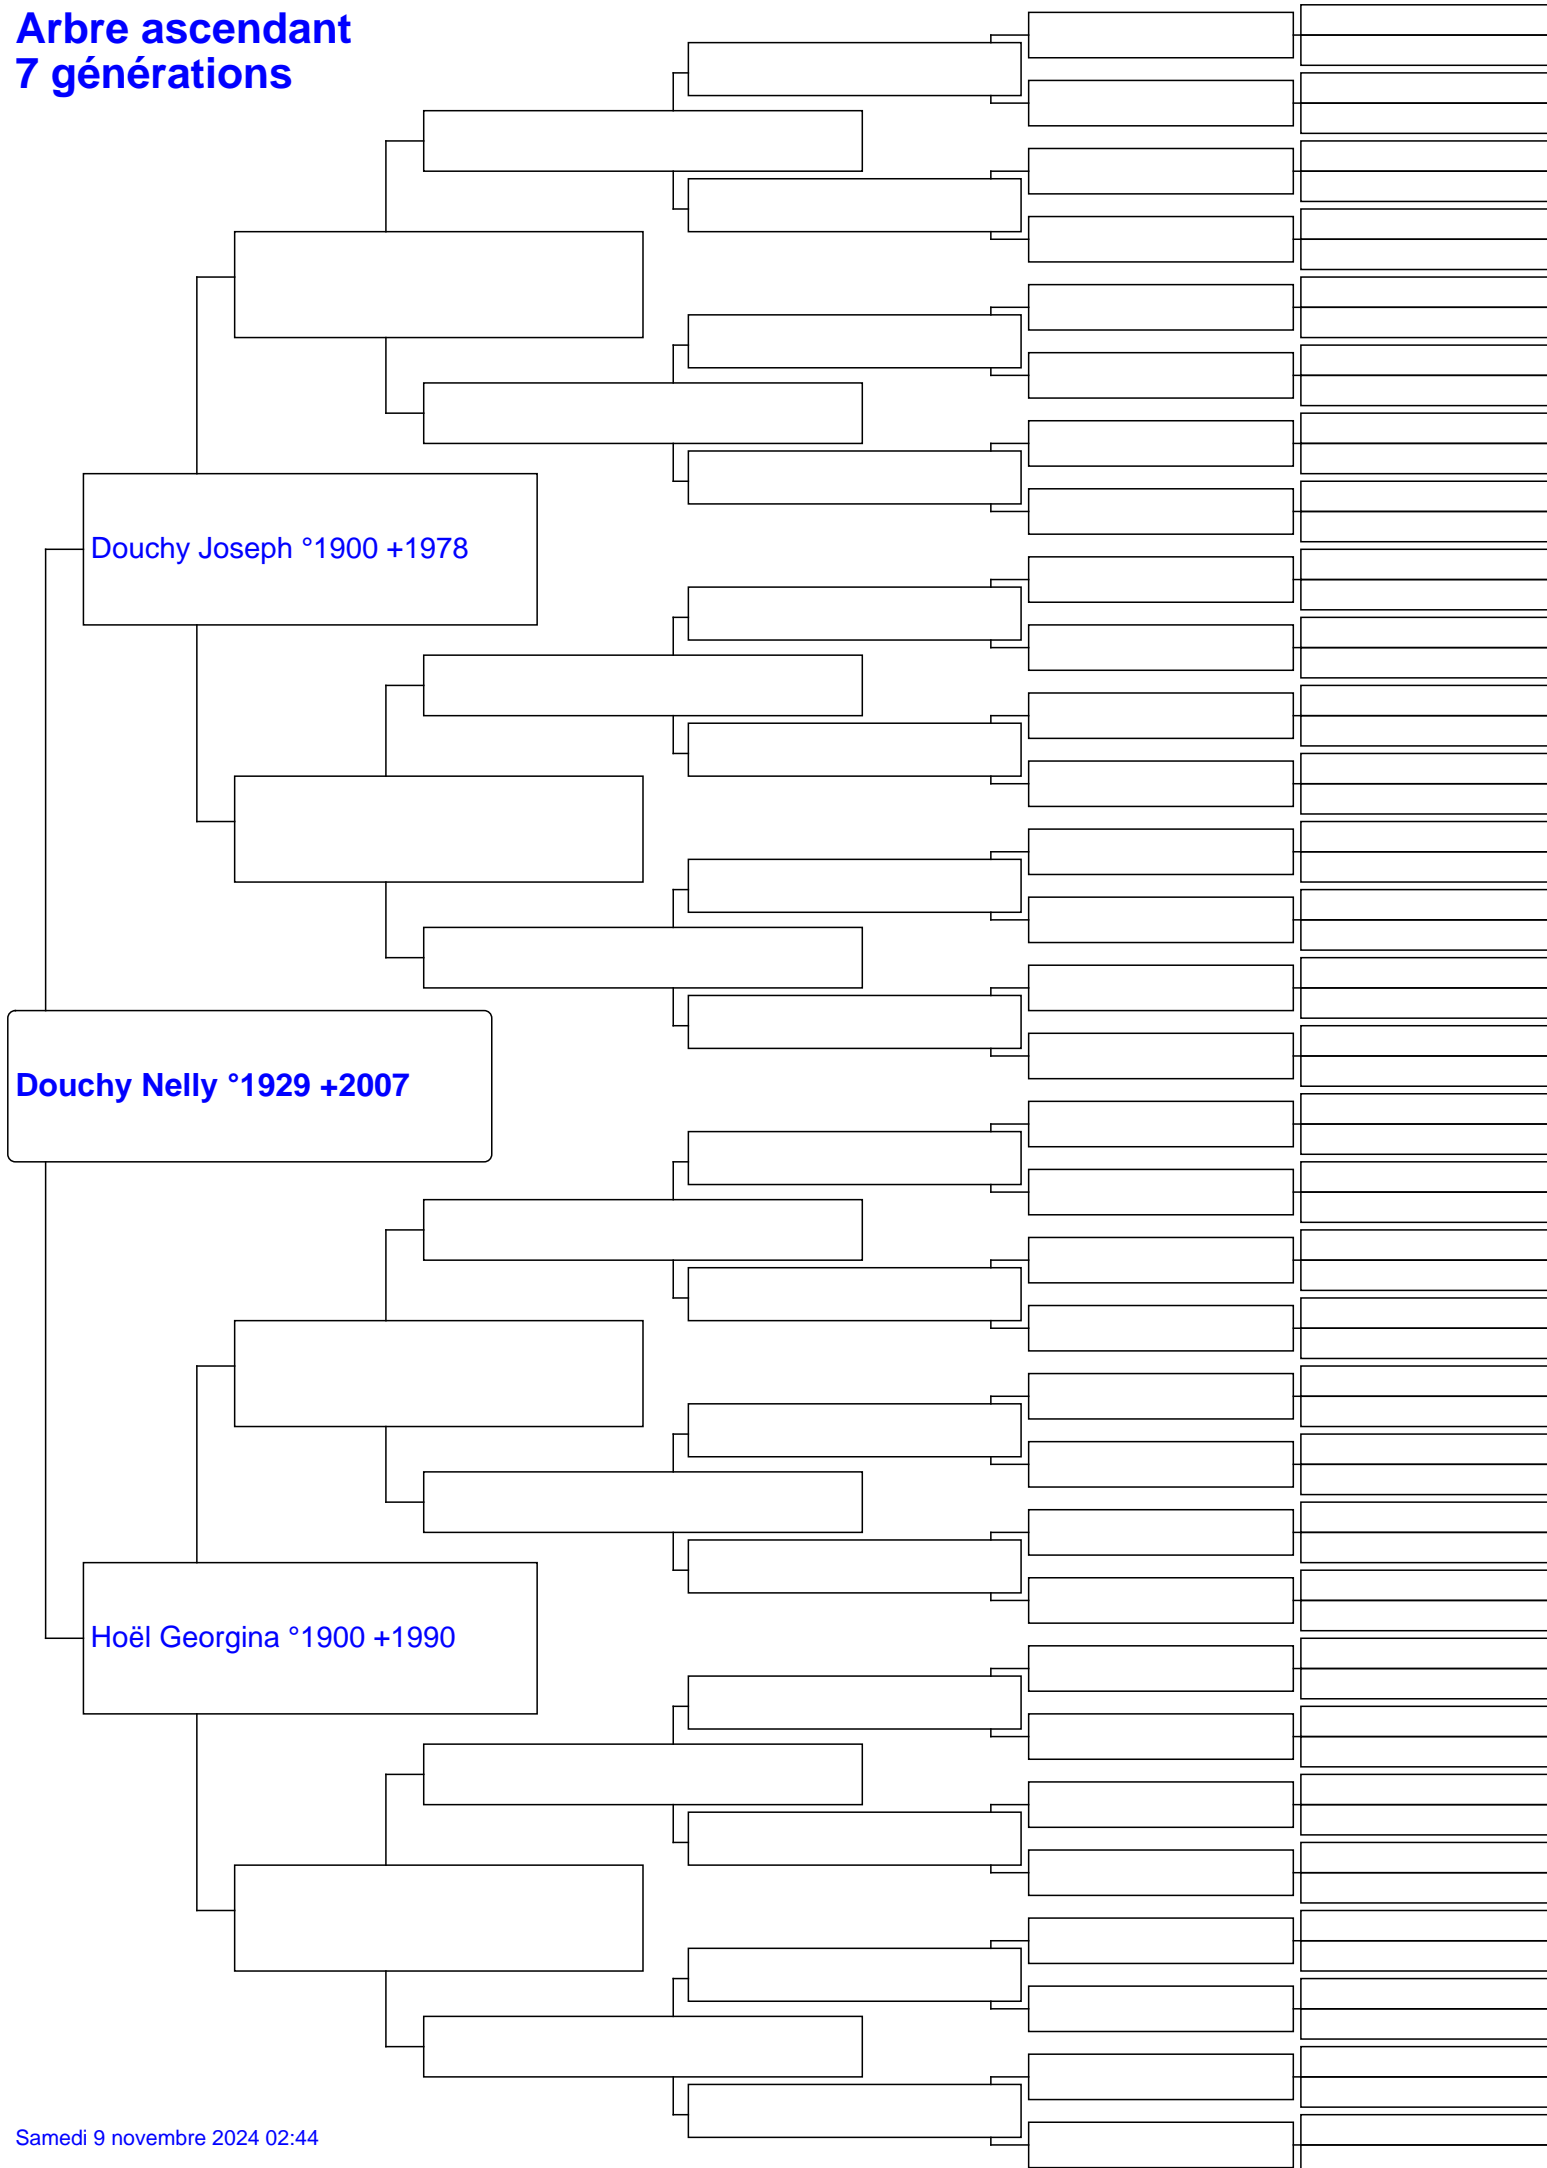 Arbre ascendant
7 générations
Douchy Joseph °1900 +1978
Douchy Nelly °1929 +2007
Hoël Georgina °1900 +1990
Samedi 9 novembre 2024 02:44